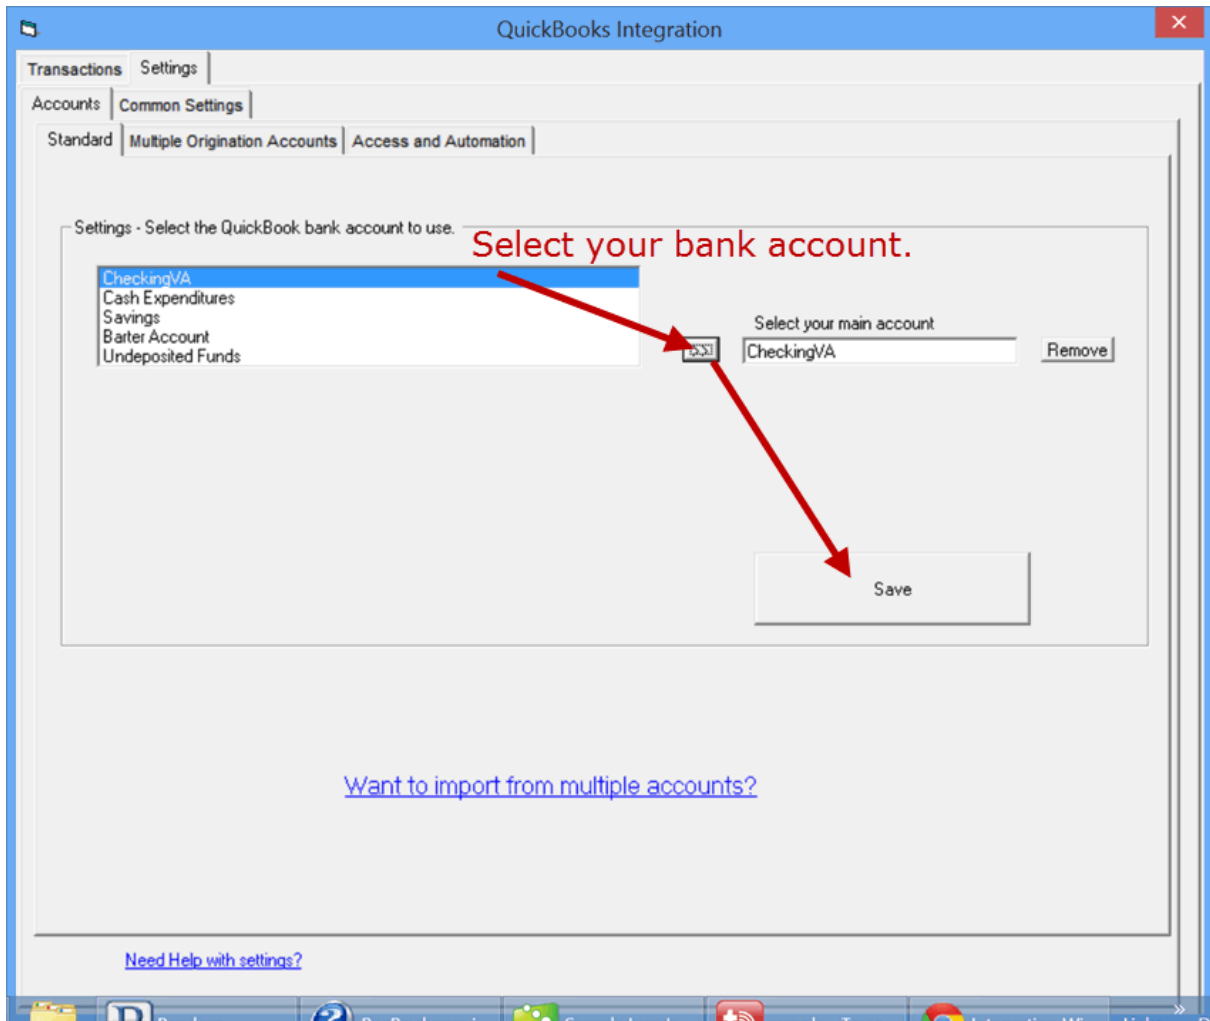 QuickBooks Integration
Transactions Settings
Accounts Common Settings
Standard Multiple Origination Accounts Access and Automation
Settings - Select the QuickBook bank account to use.
Select your bank account.
CheckingVA
Cash Expenditures
Savings
Barter Account
Undeposited Funds
Select your main account
>>
CheckingVA
Remove
Save
Want to import from multiple accounts?
Need Help with settings?